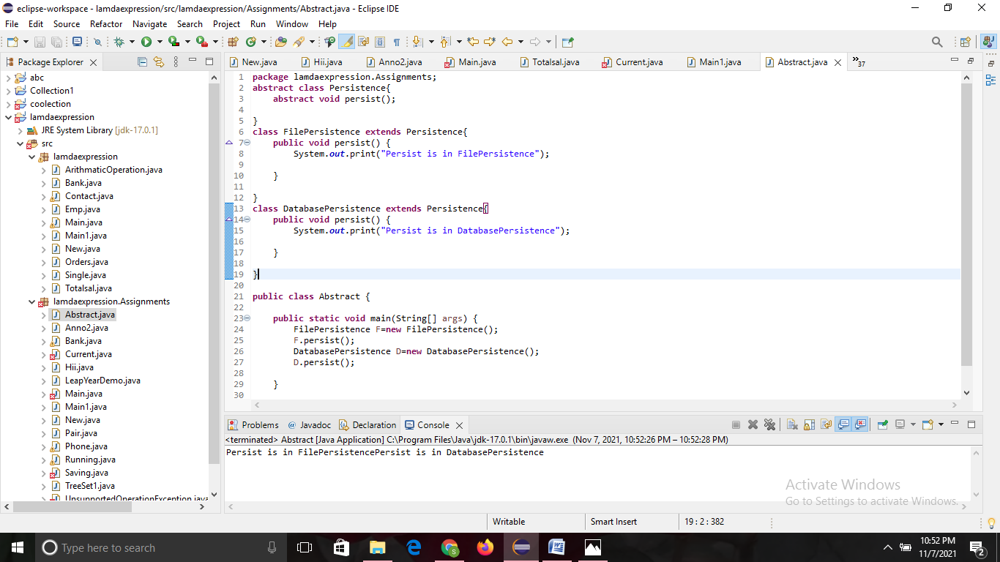 eclipse-workspace - lamdaexpression/src/lamdaexpression/Assignments/Abstract.java - Eclipse IDE
File Edit Source Refactor Navigate Search Project Run Window Help
Package Explorer
abc
Collection1
coolection
lamdaexpression
JRE System Library [jdk-17.0.1]
src
lamdaexpression
ArithmaticOperation.java
Bank.java
Contact.java
Emp.java
Main.java
Main1.java
New.java
Orders.java
Single.java
Totalsal.java
lamdaexpression.Assignments
Abstract.java
Anno2.java
Bank.java
Current.java
Hii.java
LeapYearDemo.java
Main.java
Main1.java
New.java
Pair.java
Phone.java
Running.java
Saving.java
TreeSet1.java
UnsupportedOperationException.java
New.java Hii.java Anno2.java Main.java Totalsal.java Current.java Main1.java Abstract.java »37
1 package lamdaexpression.Assignments;
2 abstract class Persistence{
3 abstract void persist();
4
5 }
6 class FilePersistence extends Persistence{
7 public void persist() {
8 System.out.print("Persist is in FilePersistence");
9
10 }
11
12 }
13 class DatabasePersistence extends Persistence{
14 public void persist() {
15 System.out.print("Persist is in DatabasePersistence");
16
17 }
18
19 }
20
21 public class Abstract {
22
23 public static void main(String[] args) {
24 FilePersistence F=new FilePersistence();
25 F.persist();
26 DatabasePersistence D=new DatabasePersistence();
27 D.persist();
28
29 }
30
Problems @ Javadoc Declaration Console
<terminated> Abstract [Java Application] C:\Program Files\Java\jdk-17.0.1\bin\javaw.exe (Nov 7, 2021, 10:52:26 PM – 10:52:28 PM)
Persist is in FilePersistencePersist is in DatabasePersistence
Activate Windows
Go to Settings to activate Windows.
Writable Smart Insert 19 : 2 : 382
Type here to search
10:52 PM
11/7/2021
2